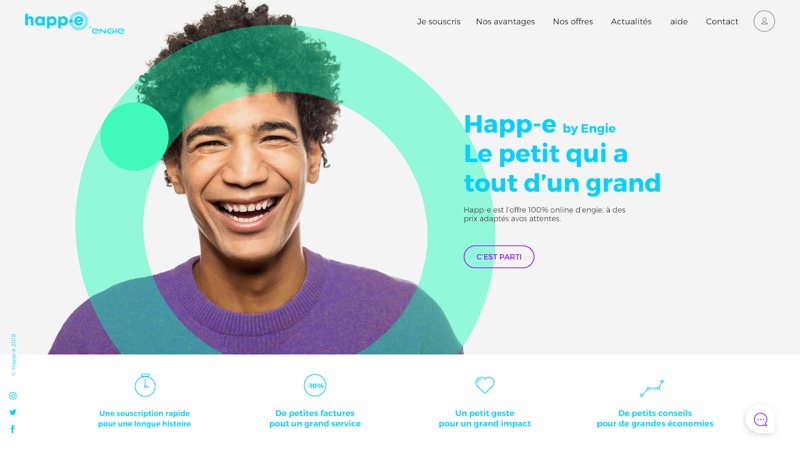 happ-e
by ENGIE
Je souscris Nos avantages Nos offres Actualités aide Contact
Happ-e by Engie
Le petit qui a
tout d’un grand
Happ-e est l’offre 100% online d’engie, à des
prix adaptés avos attentes.
C'EST PARTI
© Happ-e 2019
-10%
Une souscription rapide
pour une longue histoire
De petites factures
pout un grand service
Un petit geste
pour un grand impact
De petits conseils
pour de grandes économies